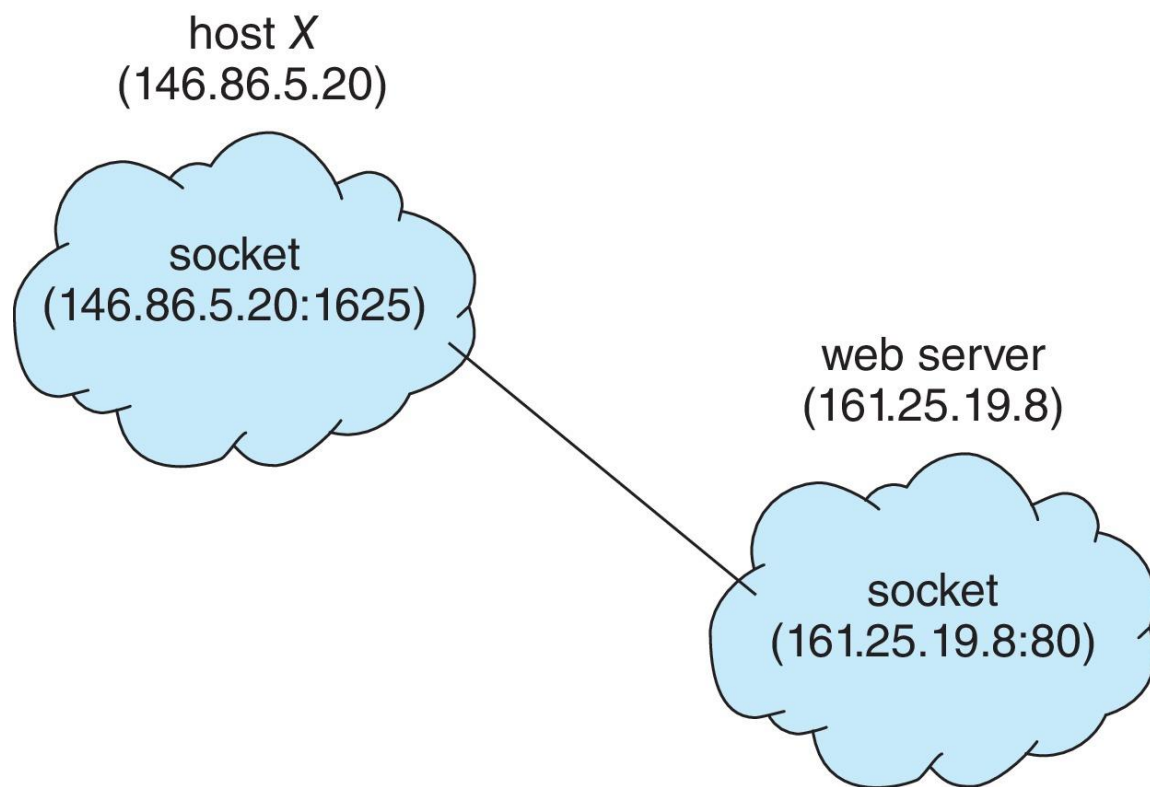 host X
(146.86.5.20)
socket
(146.86.5.20:1625)
web server
(161.25.19.8)
socket
(161.25.19.8:80)